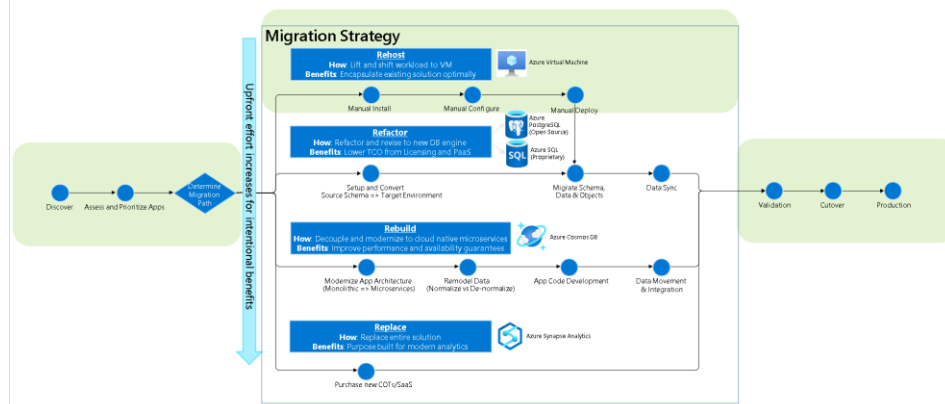 Migration Strategy
Rehost
How: Lift and shift workload to VM
Benefits: Encapsulate existing solution optimally
Azure Virtual Machine
Manual Install
Manual Configure
Manual Deploy
Refactor
How: Refactor and revise to new DB engine
Benefits: Lower TCO from Licensing and PaaS
Azure
PostgreSQL
(Open Source)
SQL
Azure SQL
(Proprietary)
Upfront effort increases for intentional benefits
Discover
Assess and Prioritize Apps
Determine
Migration
Path
Setup and Convert
Source Schema => Target Environment
Migrate Schema,
Data & Objects
Data Sync
Validation
Cutover
Production
Rebuild
How: Decouple and modernize to cloud native microservices
Benefits: Improve performance and availability guarantees
Azure Cosmos DB
Modernize App Architecture
(Monolithic => Microservices)
Remodel Data
(Normalize vs De-normalize)
App Code Development
Data Movement
& Integration
Replace
How: Replace entire solution
Benefits: Purpose built for modern analytics
Azure Synapse Analytics
Purchase new COTs/SaaS